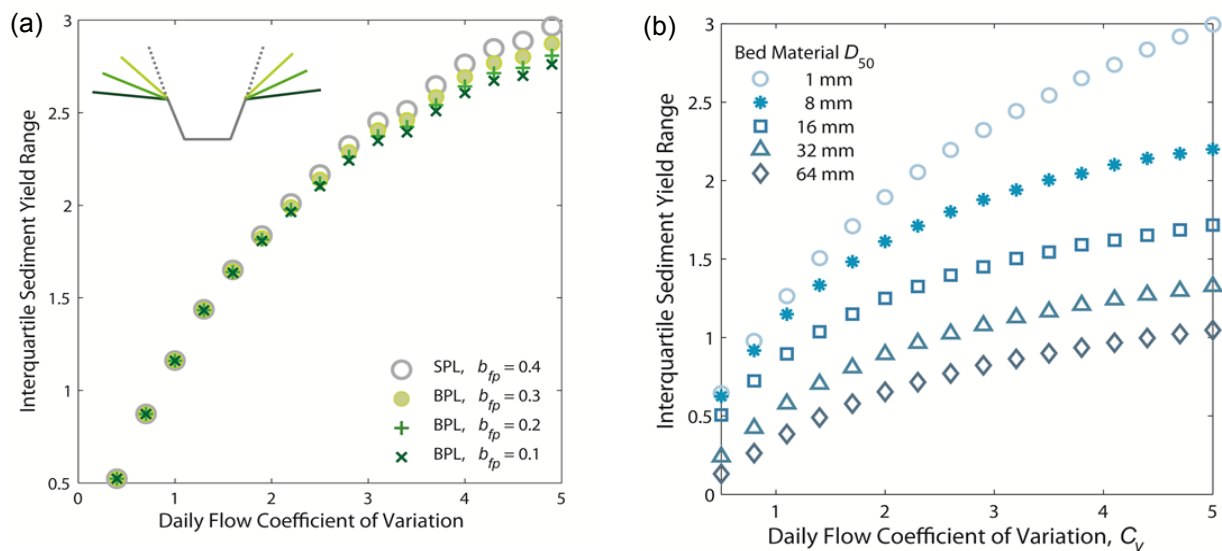 (a)
3
2.5
2
1.5
1
0.5
0
1
2
3
4
5
Interquartile Sediment Yield Range
Daily Flow Coefficient of Variation
SPL, b_fp = 0.4
BPL, b_fp = 0.3
BPL, b_fp = 0.2
BPL, b_fp = 0.1
(b)
3
2.5
2
1.5
1
0.5
0
1
2
3
4
5
Interquartile Sediment Yield Range
Daily Flow Coefficient of Variation, C_v
Bed Material D_50
1 mm
8 mm
16 mm
32 mm
64 mm